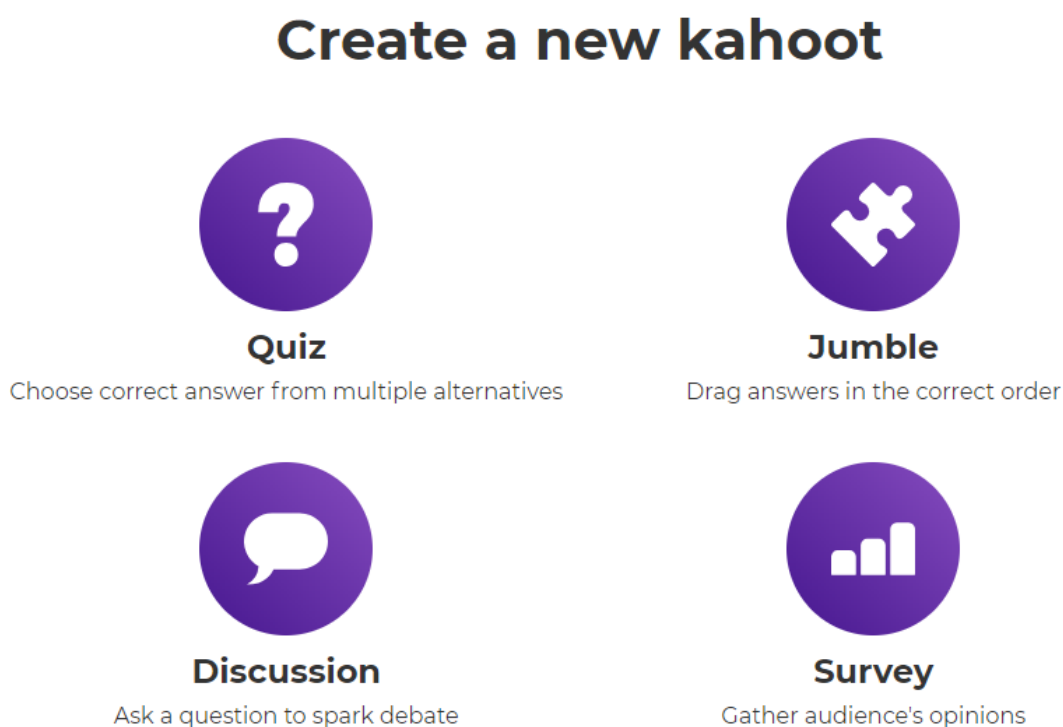 Create a new kahoot
Quiz
Choose correct answer from multiple alternatives
Jumble
Drag answers in the correct order
Discussion
Ask a question to spark debate
Survey
Gather audience's opinions